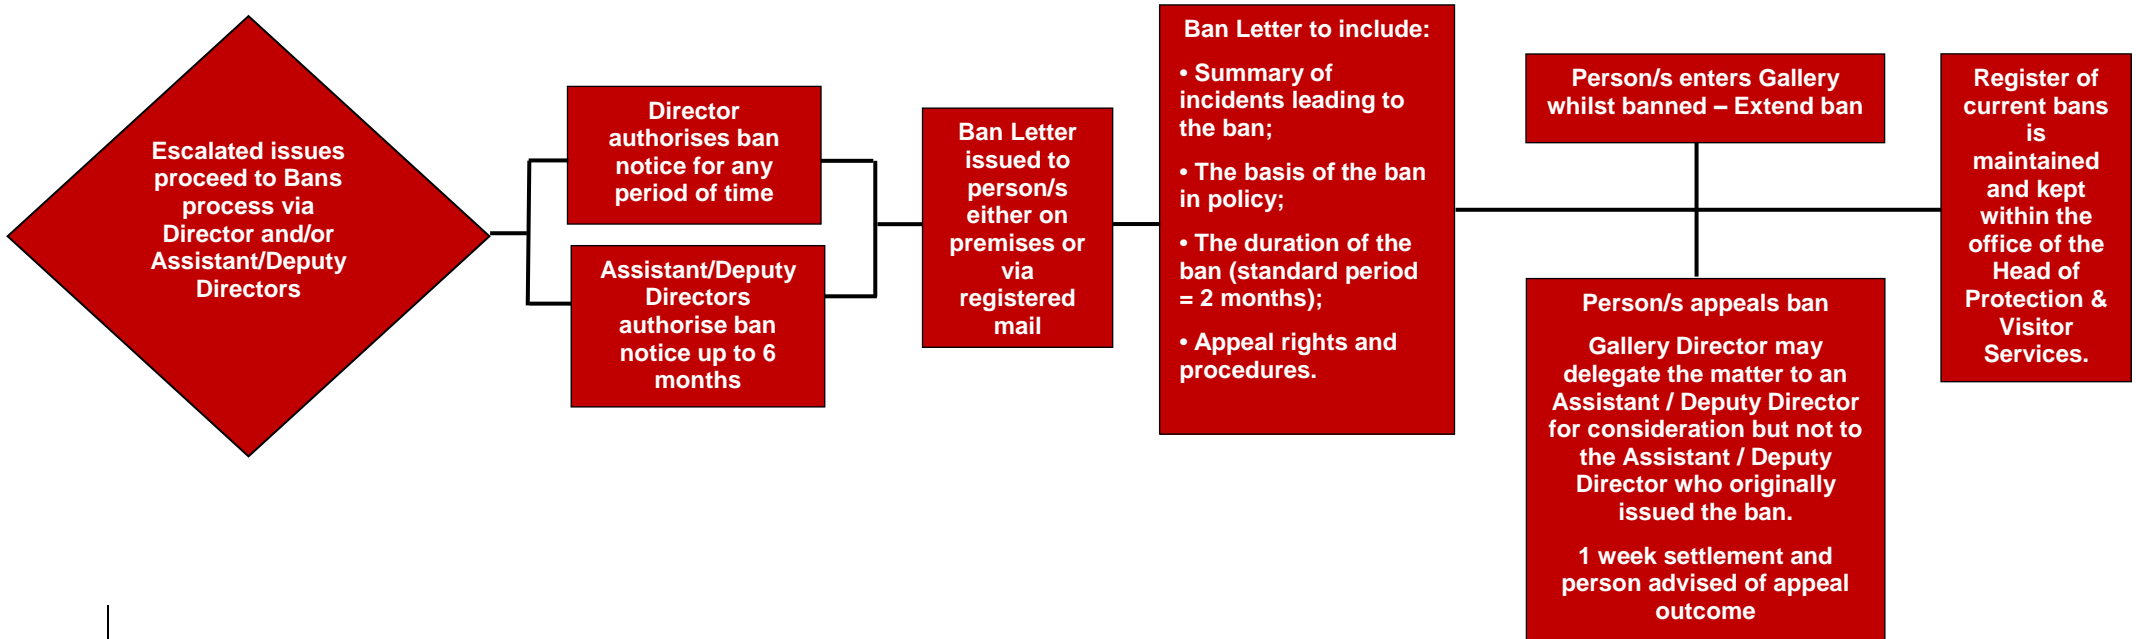 Escalated issues
proceed to Bans
process via
Director and/or
Assistant/Deputy
Directors
Director
authorises ban
notice for any
period of time
Assistant/Deputy
Directors
authorise ban
notice up to 6
months
Ban Letter
issued to
person/s
either on
premises or
via
registered
mail
Ban Letter to include:
• Summary of
incidents leading to
the ban;
• The basis of the ban
in policy;
• The duration of the
ban (standard period
= 2 months);
• Appeal rights and
procedures.
Person/s enters Gallery
whilst banned – Extend ban
Person/s appeals ban
Gallery Director may
delegate the matter to an
Assistant / Deputy Director
for consideration but not to
the Assistant / Deputy
Director who originally
issued the ban.
1 week settlement and
person advised of appeal
outcome
Register of
current bans
is
maintained
and kept
within the
office of the
Head of
Protection &
Visitor
Services.